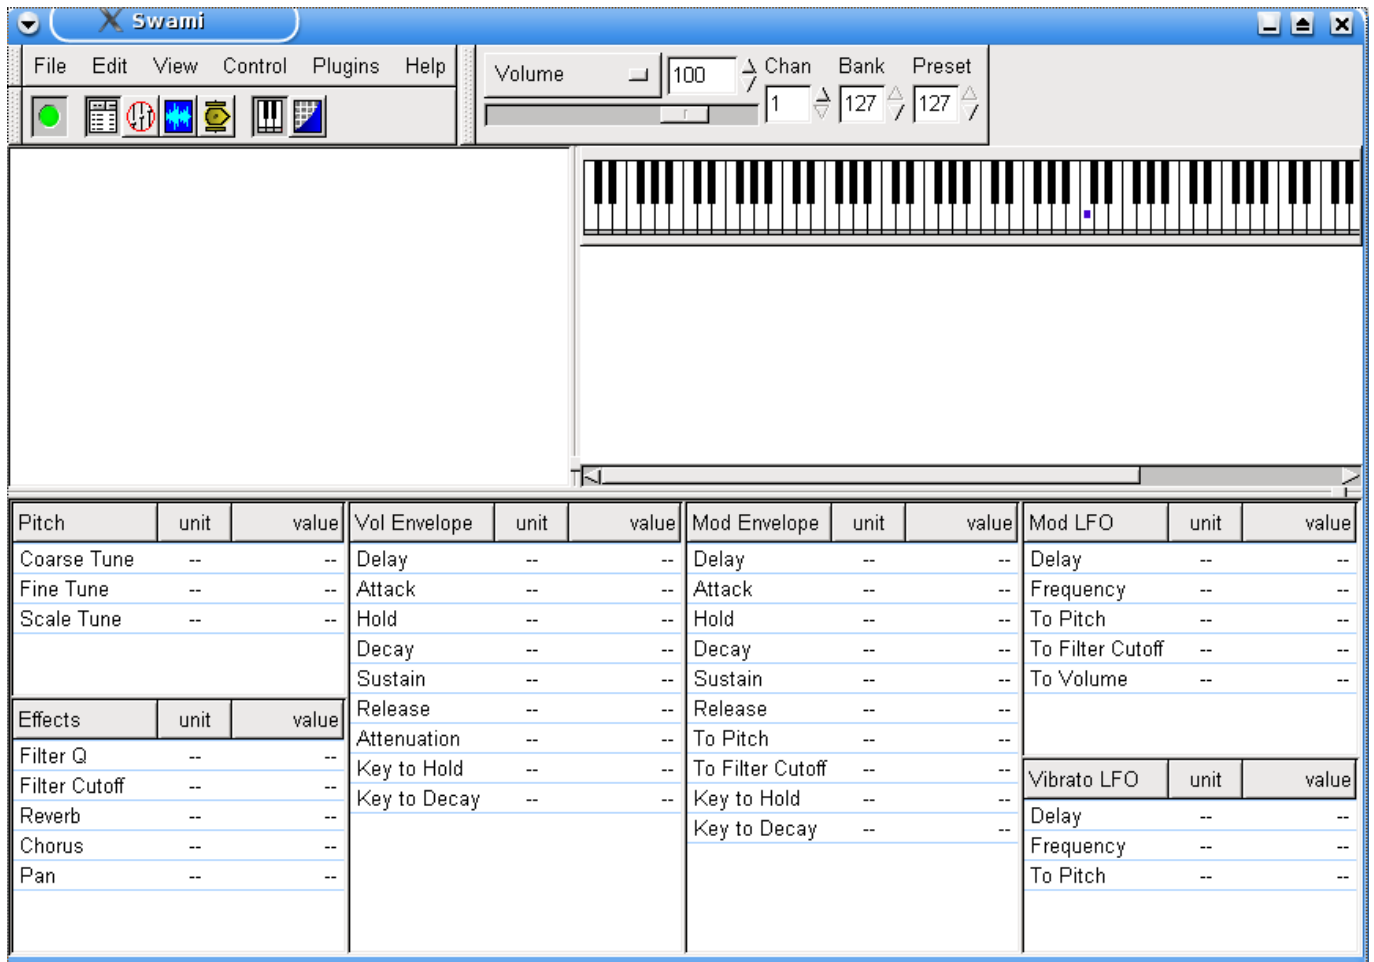 Swami
File Edit View Control Plugins Help
Volume 100 Chan Bank Preset
1 127 127
Pitch unit value
Coarse Tune -- --
Fine Tune -- --
Scale Tune -- --
Effects unit value
Filter Q -- --
Filter Cutoff -- --
Reverb -- --
Chorus -- --
Pan -- --
Vol Envelope unit value
Delay -- --
Attack -- --
Hold -- --
Decay -- --
Sustain -- --
Release -- --
Attenuation -- --
Key to Hold -- --
Key to Decay -- --
Mod Envelope unit value
Delay -- --
Attack -- --
Hold -- --
Decay -- --
Sustain -- --
Release -- --
To Pitch -- --
To Filter Cutoff -- --
Key to Hold -- --
Key to Decay -- --
Mod LFO unit value
Delay -- --
Frequency -- --
To Pitch -- --
To Filter Cutoff -- --
To Volume -- --
Vibrato LFO unit value
Delay -- --
Frequency -- --
To Pitch -- --